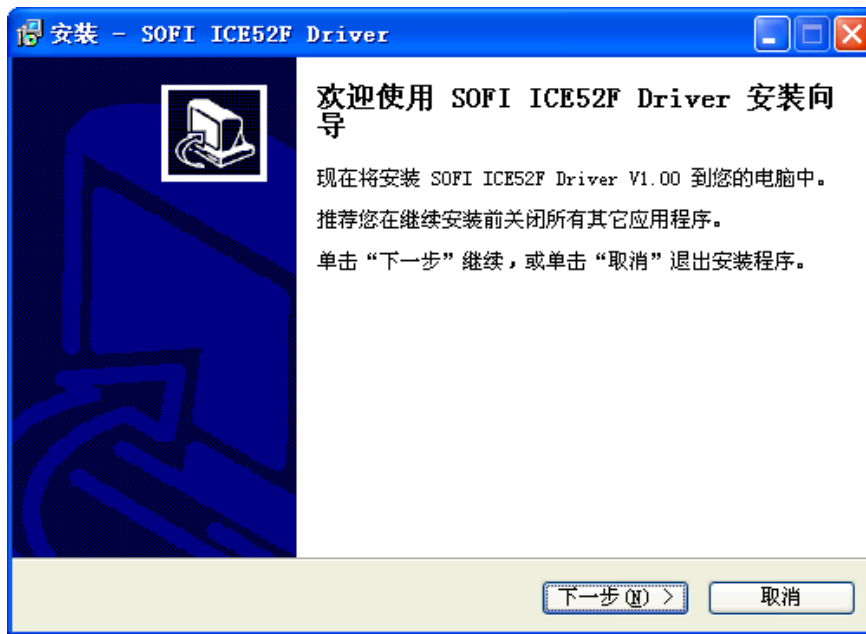 安装 - SOFI ICE52F Driver
欢迎使用 SOFI ICE52F Driver 安装向
导
现在将安装 SOFI ICE52F Driver V1.00 到您的电脑中。
推荐您在继续安装前关闭所有其它应用程序。
单击“下一步”继续，或单击“取消”退出安装程序。
下一步(N) >
取消